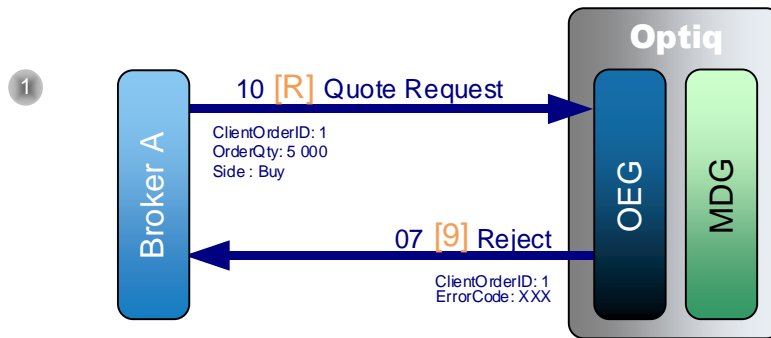 Optiq
1
10 [R] Quote Request
ClientOrderID: 1
OrderQty: 5 000
Side : Buy
Broker A
OEG
MDG
07 [9] Reject
ClientOrderID: 1
ErrorCode: XXX